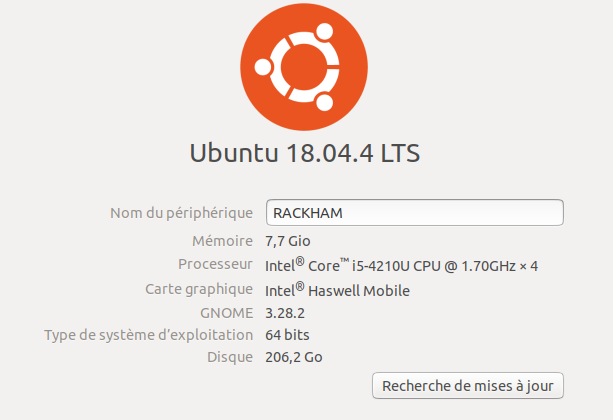 Ubuntu 18.04.4 LTS
Nom du périphérique RACKHAM
Mémoire 7,7 Gio
Processeur Intel® Core™ i5-4210U CPU @ 1.70GHz × 4
Carte graphique Intel® Haswell Mobile
GNOME 3.28.2
Type de système d’exploitation 64 bits
Disque 206,2 Go
Recherche de mises à jour